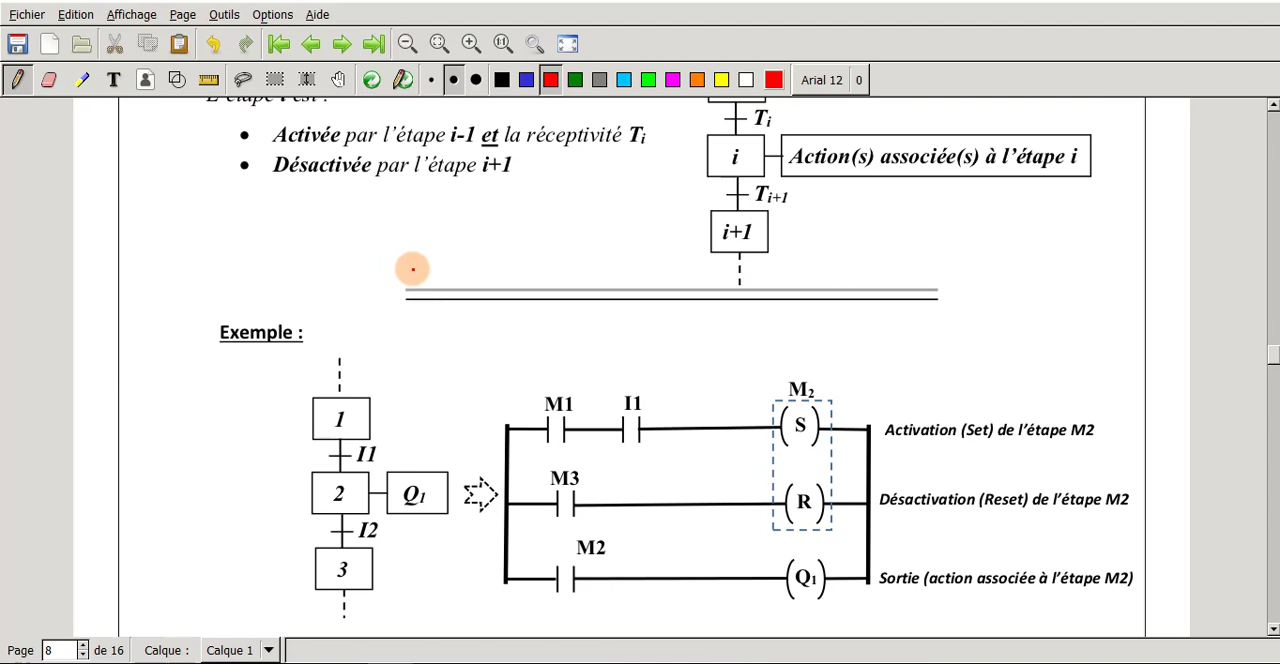 Fichier Edition Affichage Page Outils Options Aide
T Arial 12 0
L'étape i est :
• Activée par l'étape i-1 et la réceptivité Ti
• Désactivée par l'étape i+1
Ti
i Action(s) associée(s) à l'étape i
Ti+1
i+1
Exemple :
1
I1
2 Q1
I2
3
M1 I1 M2
S Activation (Set) de l'étape M2
M3
R Désactivation (Reset) de l'étape M2
M2
Q1 Sortie (action associée à l'étape M2)
Page 8 de 16 Calque : Calque 1